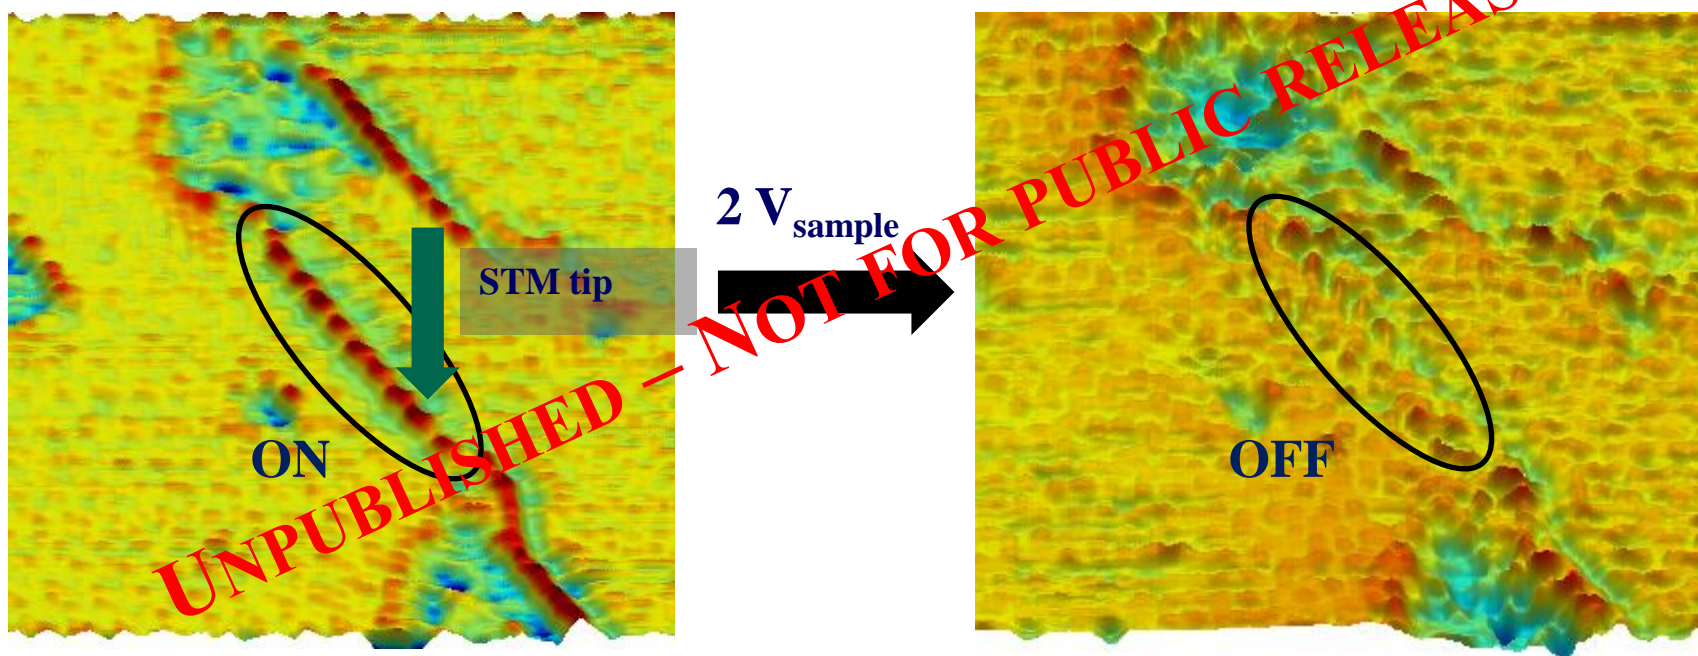 2 Vsample
STM tip
ON
OFF
UNPUBLISHED – NOT FOR PUBLIC RELEAS